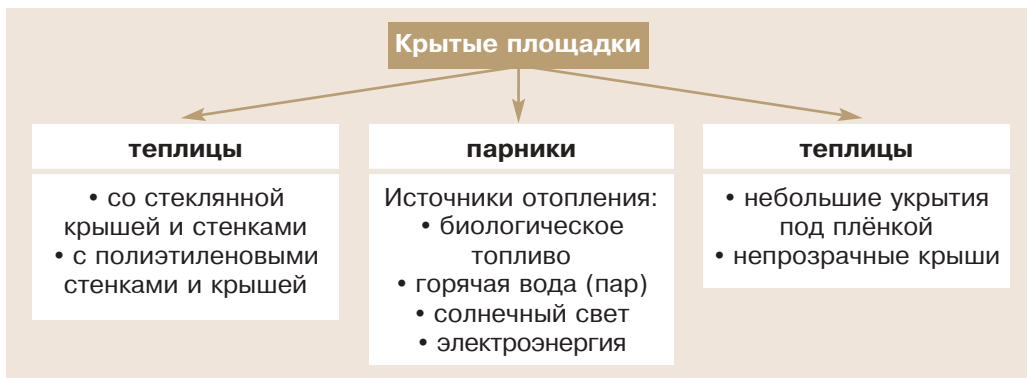 Крытые площадки
теплицы
• со стеклянной
крышей и стенками
• с полиэтиленовыми
стенками и крышей
парники
Источники отопления:
• биологическое
топливо
• горячая вода (пар)
• солнечный свет
• электроэнергия
теплицы
• небольшие укрытия
под плёнкой
• непрозрачные крыши